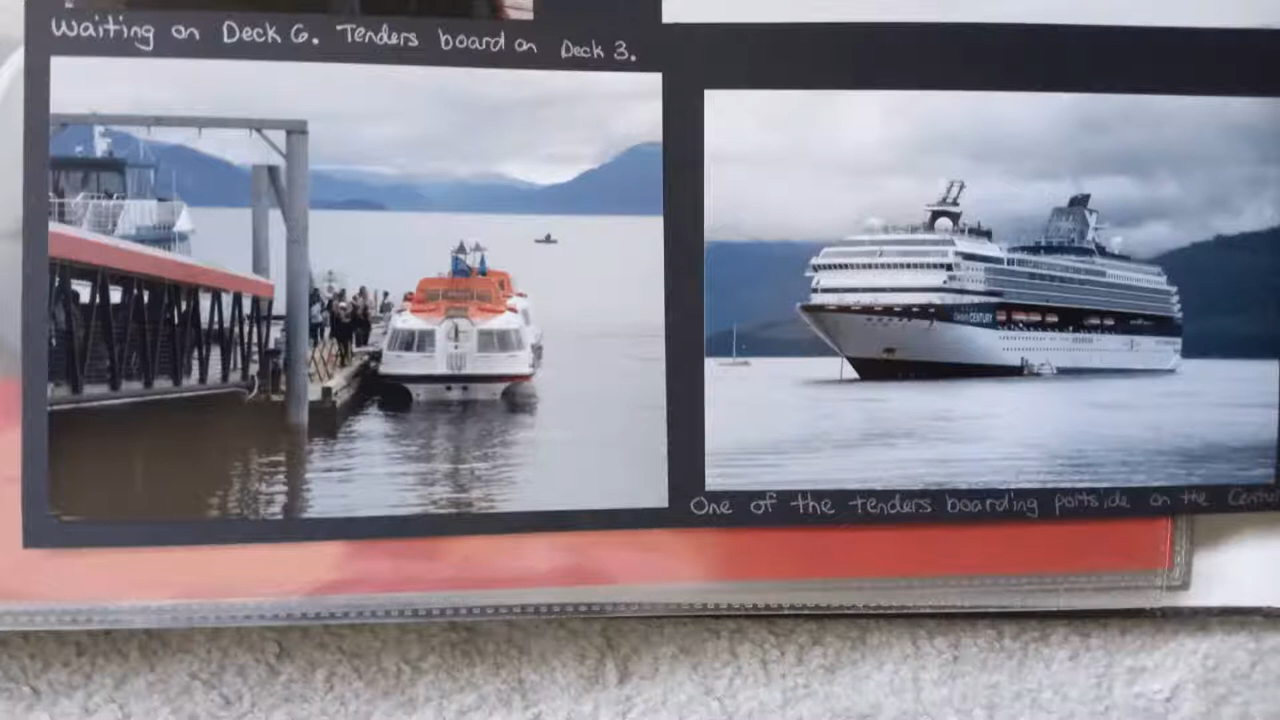 Waiting on Deck 6. Tenders board on Deck 3.
CENTURY
One of the tenders boarding portside on the